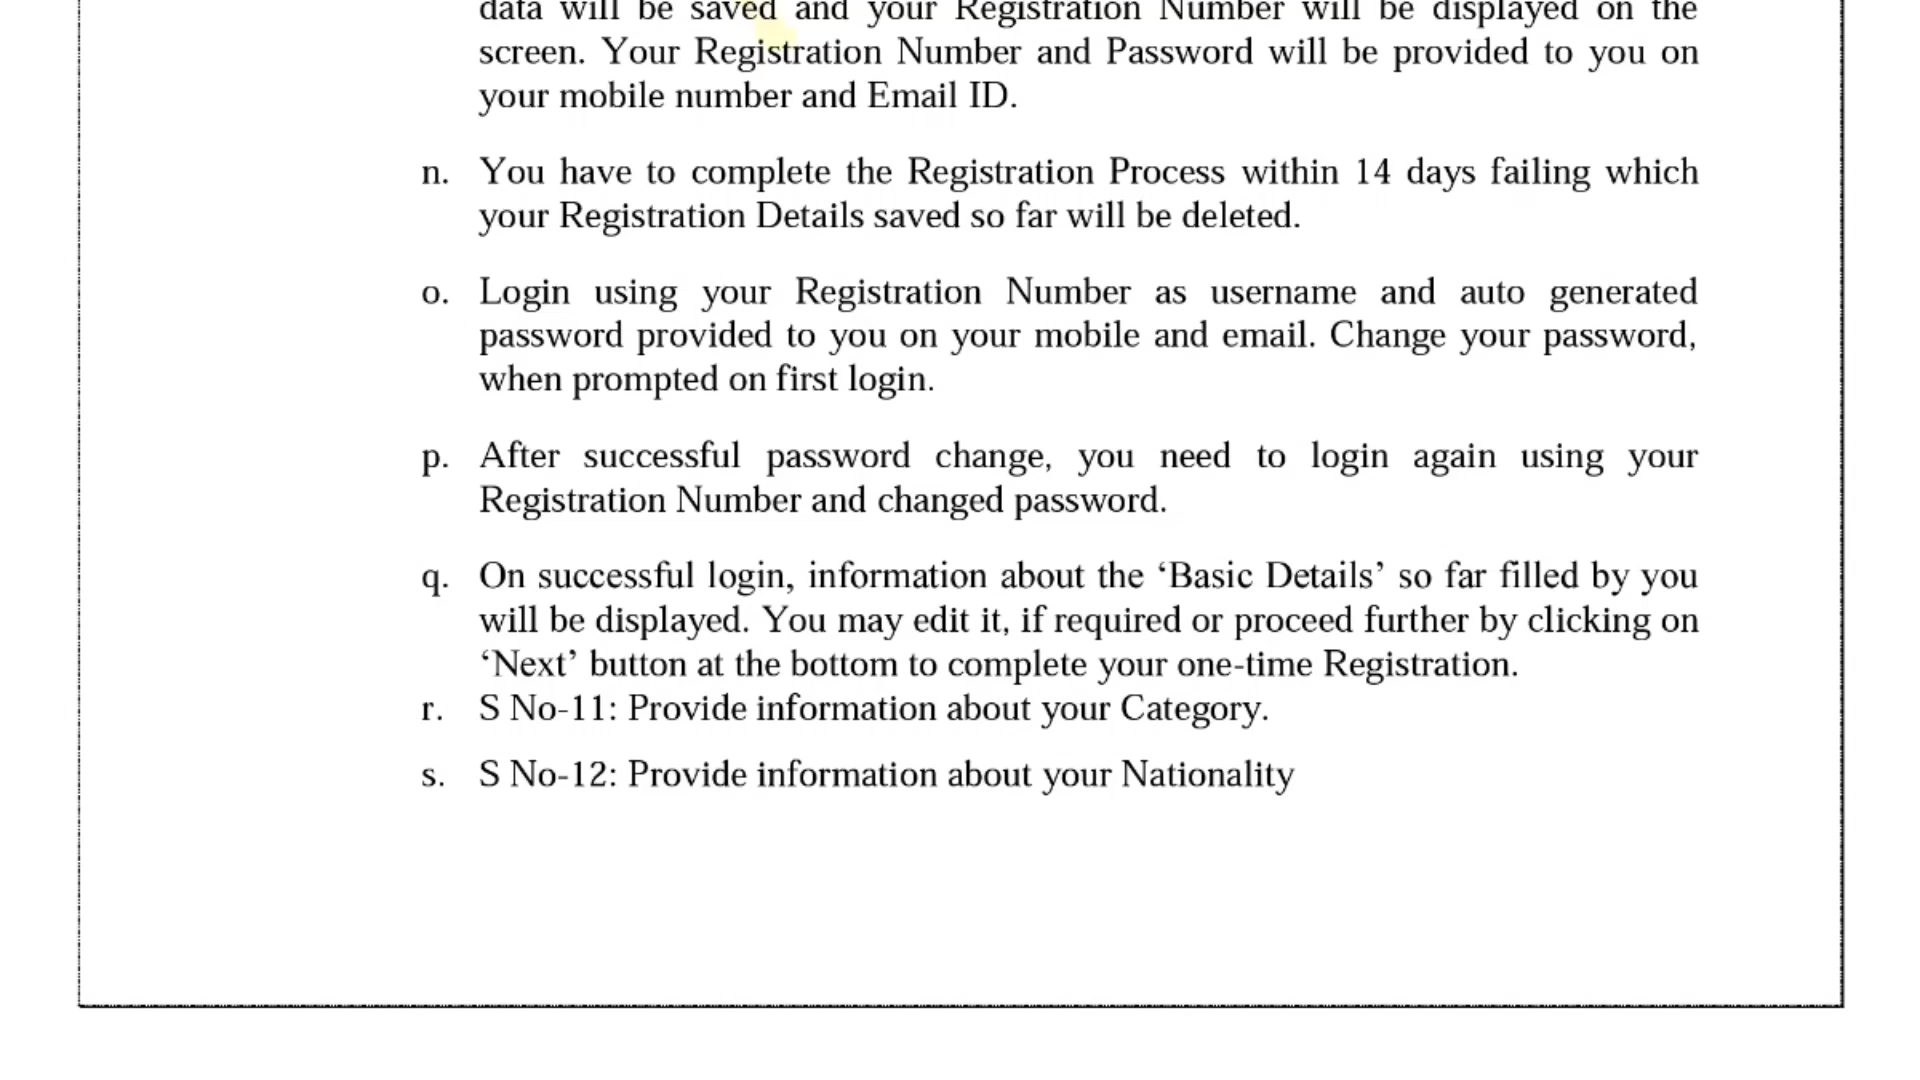 data will be saved and your Registration Number will be displayed on the
screen. Your Registration Number and Password will be provided to you on
your mobile number and Email ID.
n. You have to complete the Registration Process within 14 days failing which
your Registration Details saved so far will be deleted.
o. Login using your Registration Number as username and auto generated
password provided to you on your mobile and email. Change your password,
when prompted on first login.
p. After successful password change, you need to login again using your
Registration Number and changed password.
q. On successful login, information about the ‘Basic Details’ so far filled by you
will be displayed. You may edit it, if required or proceed further by clicking on
‘Next’ button at the bottom to complete your one-time Registration.
r. S No-11: Provide information about your Category.
s. S No-12: Provide information about your Nationality